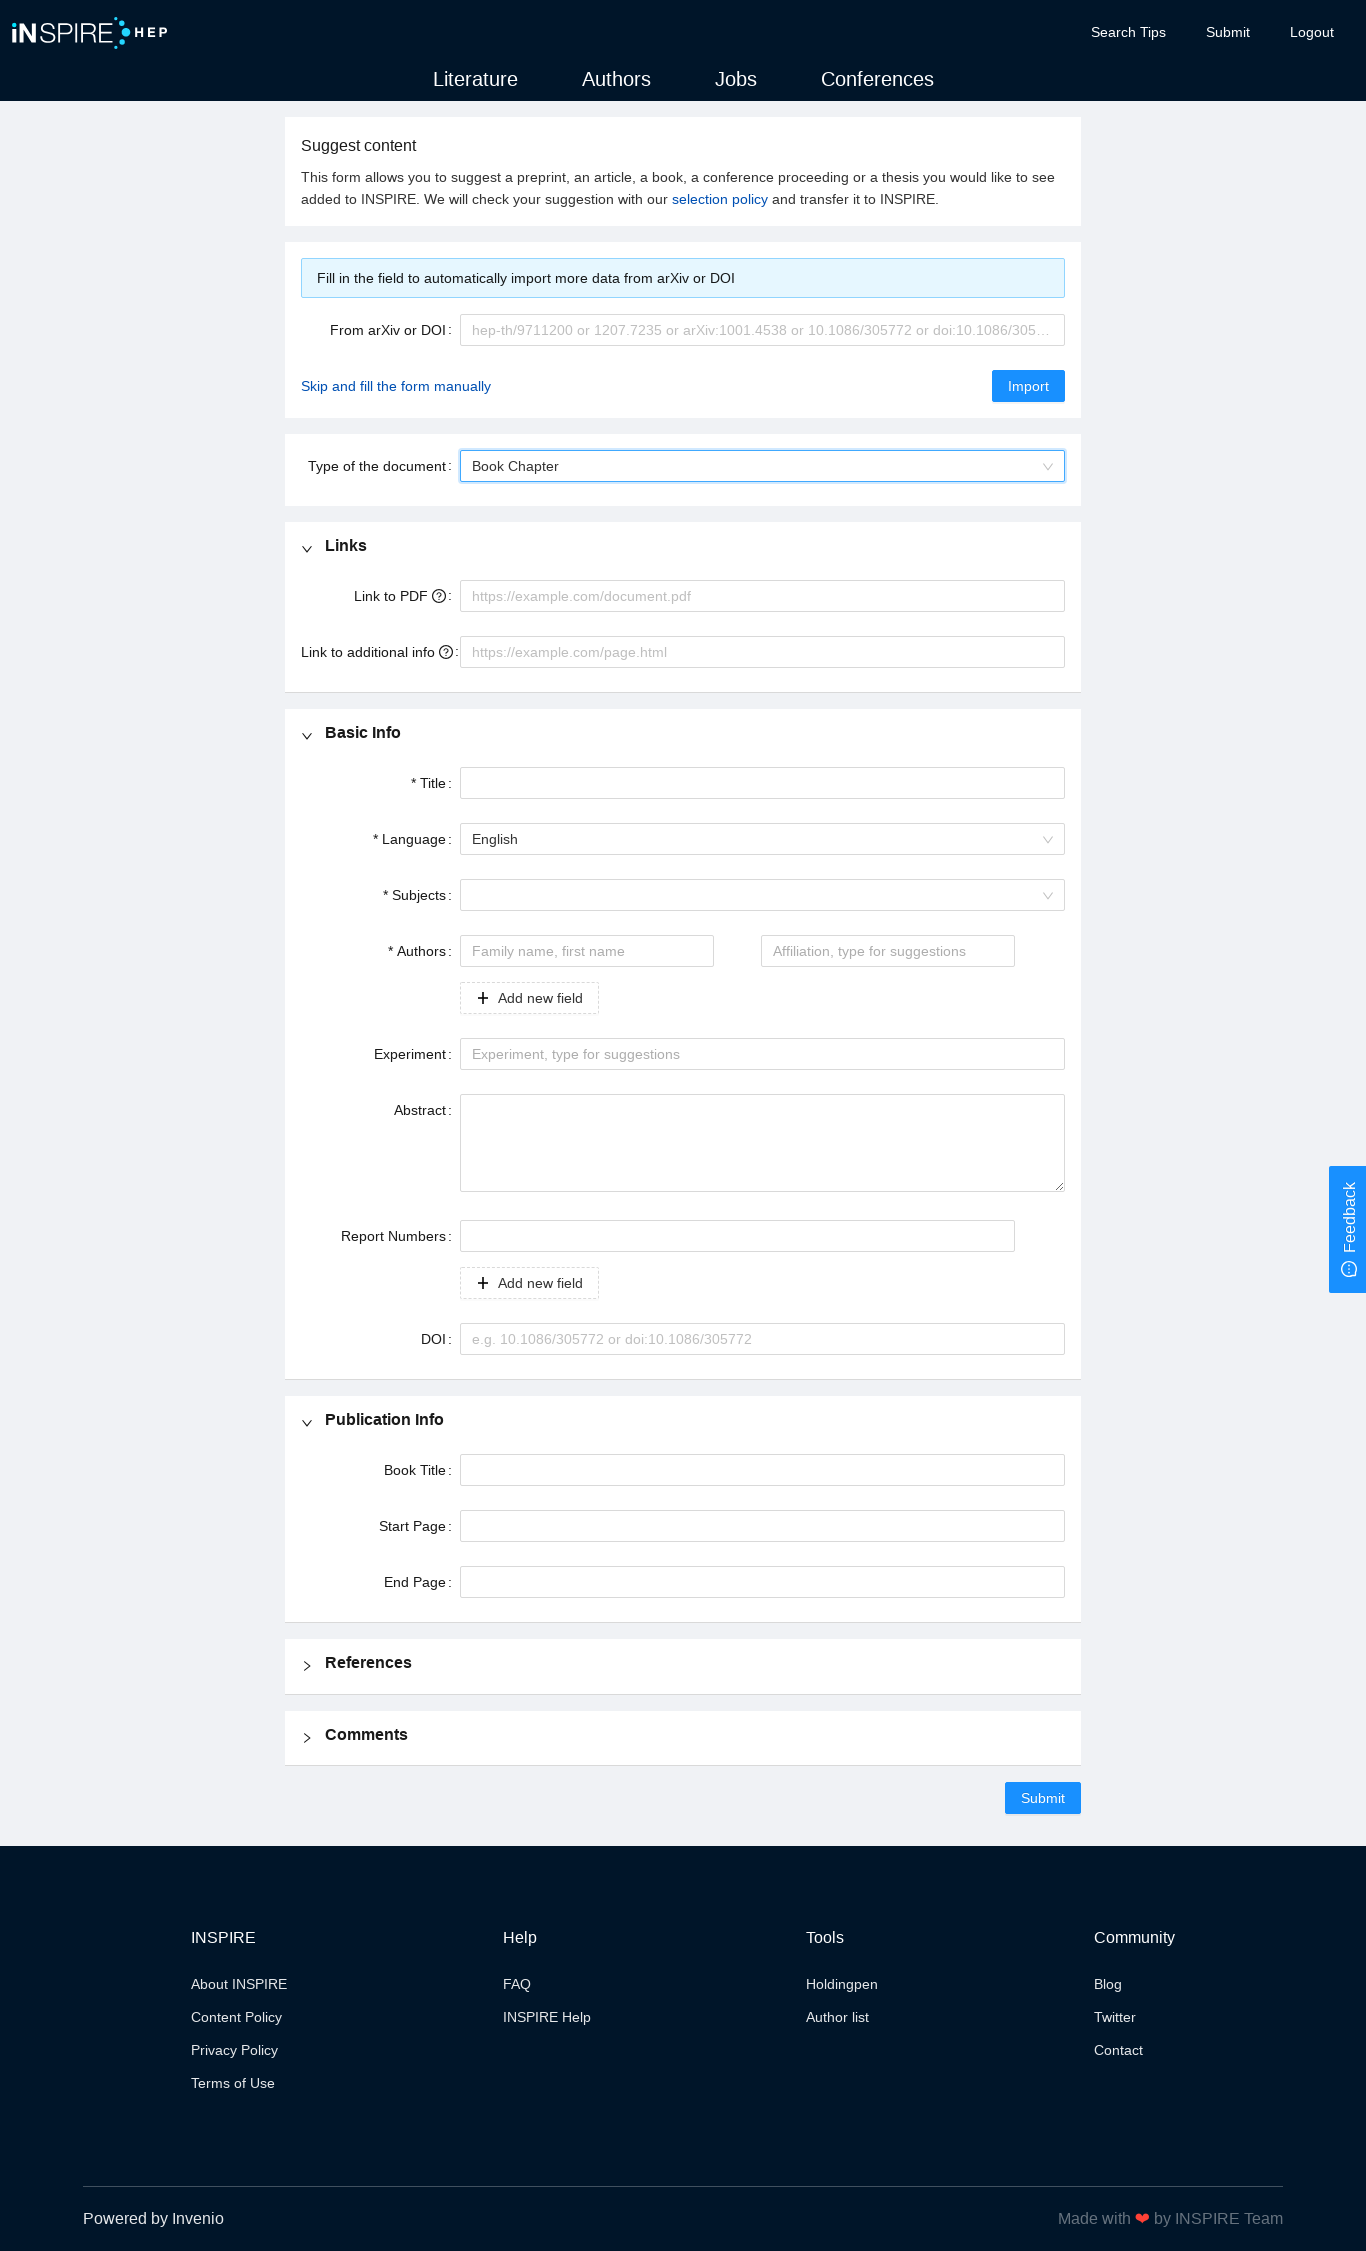 iNSPIRE HEP
Search Tips
Submit
Logout
Literature
Authors
Jobs
Conferences
Suggest content
This form allows you to suggest a preprint, an article, a book, a conference proceeding or a thesis you would like to see
added to INSPIRE. We will check your suggestion with our selection policy and transfer it to INSPIRE.
Fill in the field to automatically import more data from arXiv or DOI
From arXiv or DOI :
hep-th/9711200 or 1207.7235 or arXiv:1001.4538 or 10.1086/305772 or doi:10.1086/305…
Skip and fill the form manually
Import
Type of the document :
Book Chapter
Links
Link to PDF :
https://example.com/document.pdf
Link to additional info :
https://example.com/page.html
Basic Info
* Title :
* Language :
English
* Subjects :
* Authors :
Family name, first name
Affiliation, type for suggestions
+ Add new field
Experiment :
Experiment, type for suggestions
Abstract :
Feedback
Report Numbers :
+ Add new field
DOI :
e.g. 10.1086/305772 or doi:10.1086/305772
Publication Info
Book Title :
Start Page :
End Page :
References
Comments
Submit
INSPIRE
About INSPIRE
Content Policy
Privacy Policy
Terms of Use
Help
FAQ
INSPIRE Help
Tools
Holdingpen
Author list
Community
Blog
Twitter
Contact
Powered by Invenio
Made with ❤ by INSPIRE Team